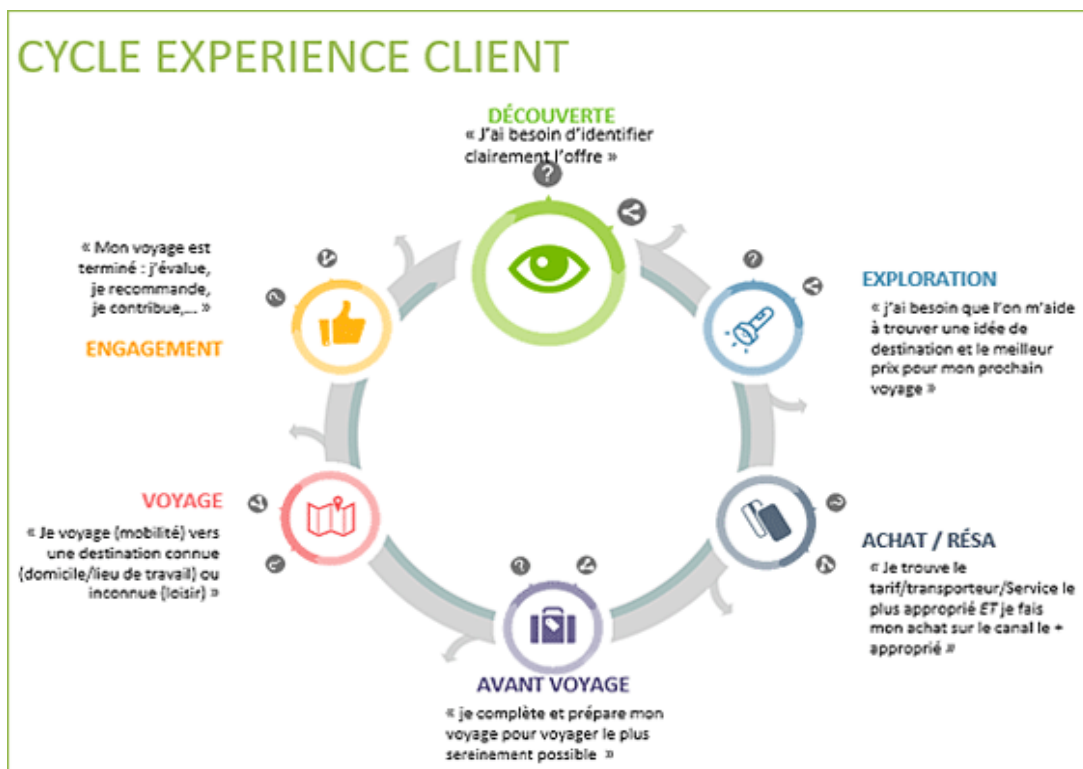 CYCLE EXPERIENCE CLIENT
DÉCOUVERTE
« J'ai besoin d'identifier
clairement l'offre »
?
?
EXPLORATION
« j'ai besoin que l'on m'aide
à trouver une idée de
destination et le meilleur
prix pour mon prochain
voyage »
?
ACHAT / RÉSA
« Je trouve le
tarif/transporteur/Service le
plus approprié ET je fais
mon achat sur le canal le +
approprié »
?
AVANT VOYAGE
« je complète et prépare mon
voyage pour voyager le plus
sereinement possible »
?
VOYAGE
« Je voyage (mobilité) vers
une destination connue
(domicile/lieu de travail) ou
inconnue (loisir) »
?
« Mon voyage est
terminé : j'évalue,
je recommande,
je contribue,... »
ENGAGEMENT